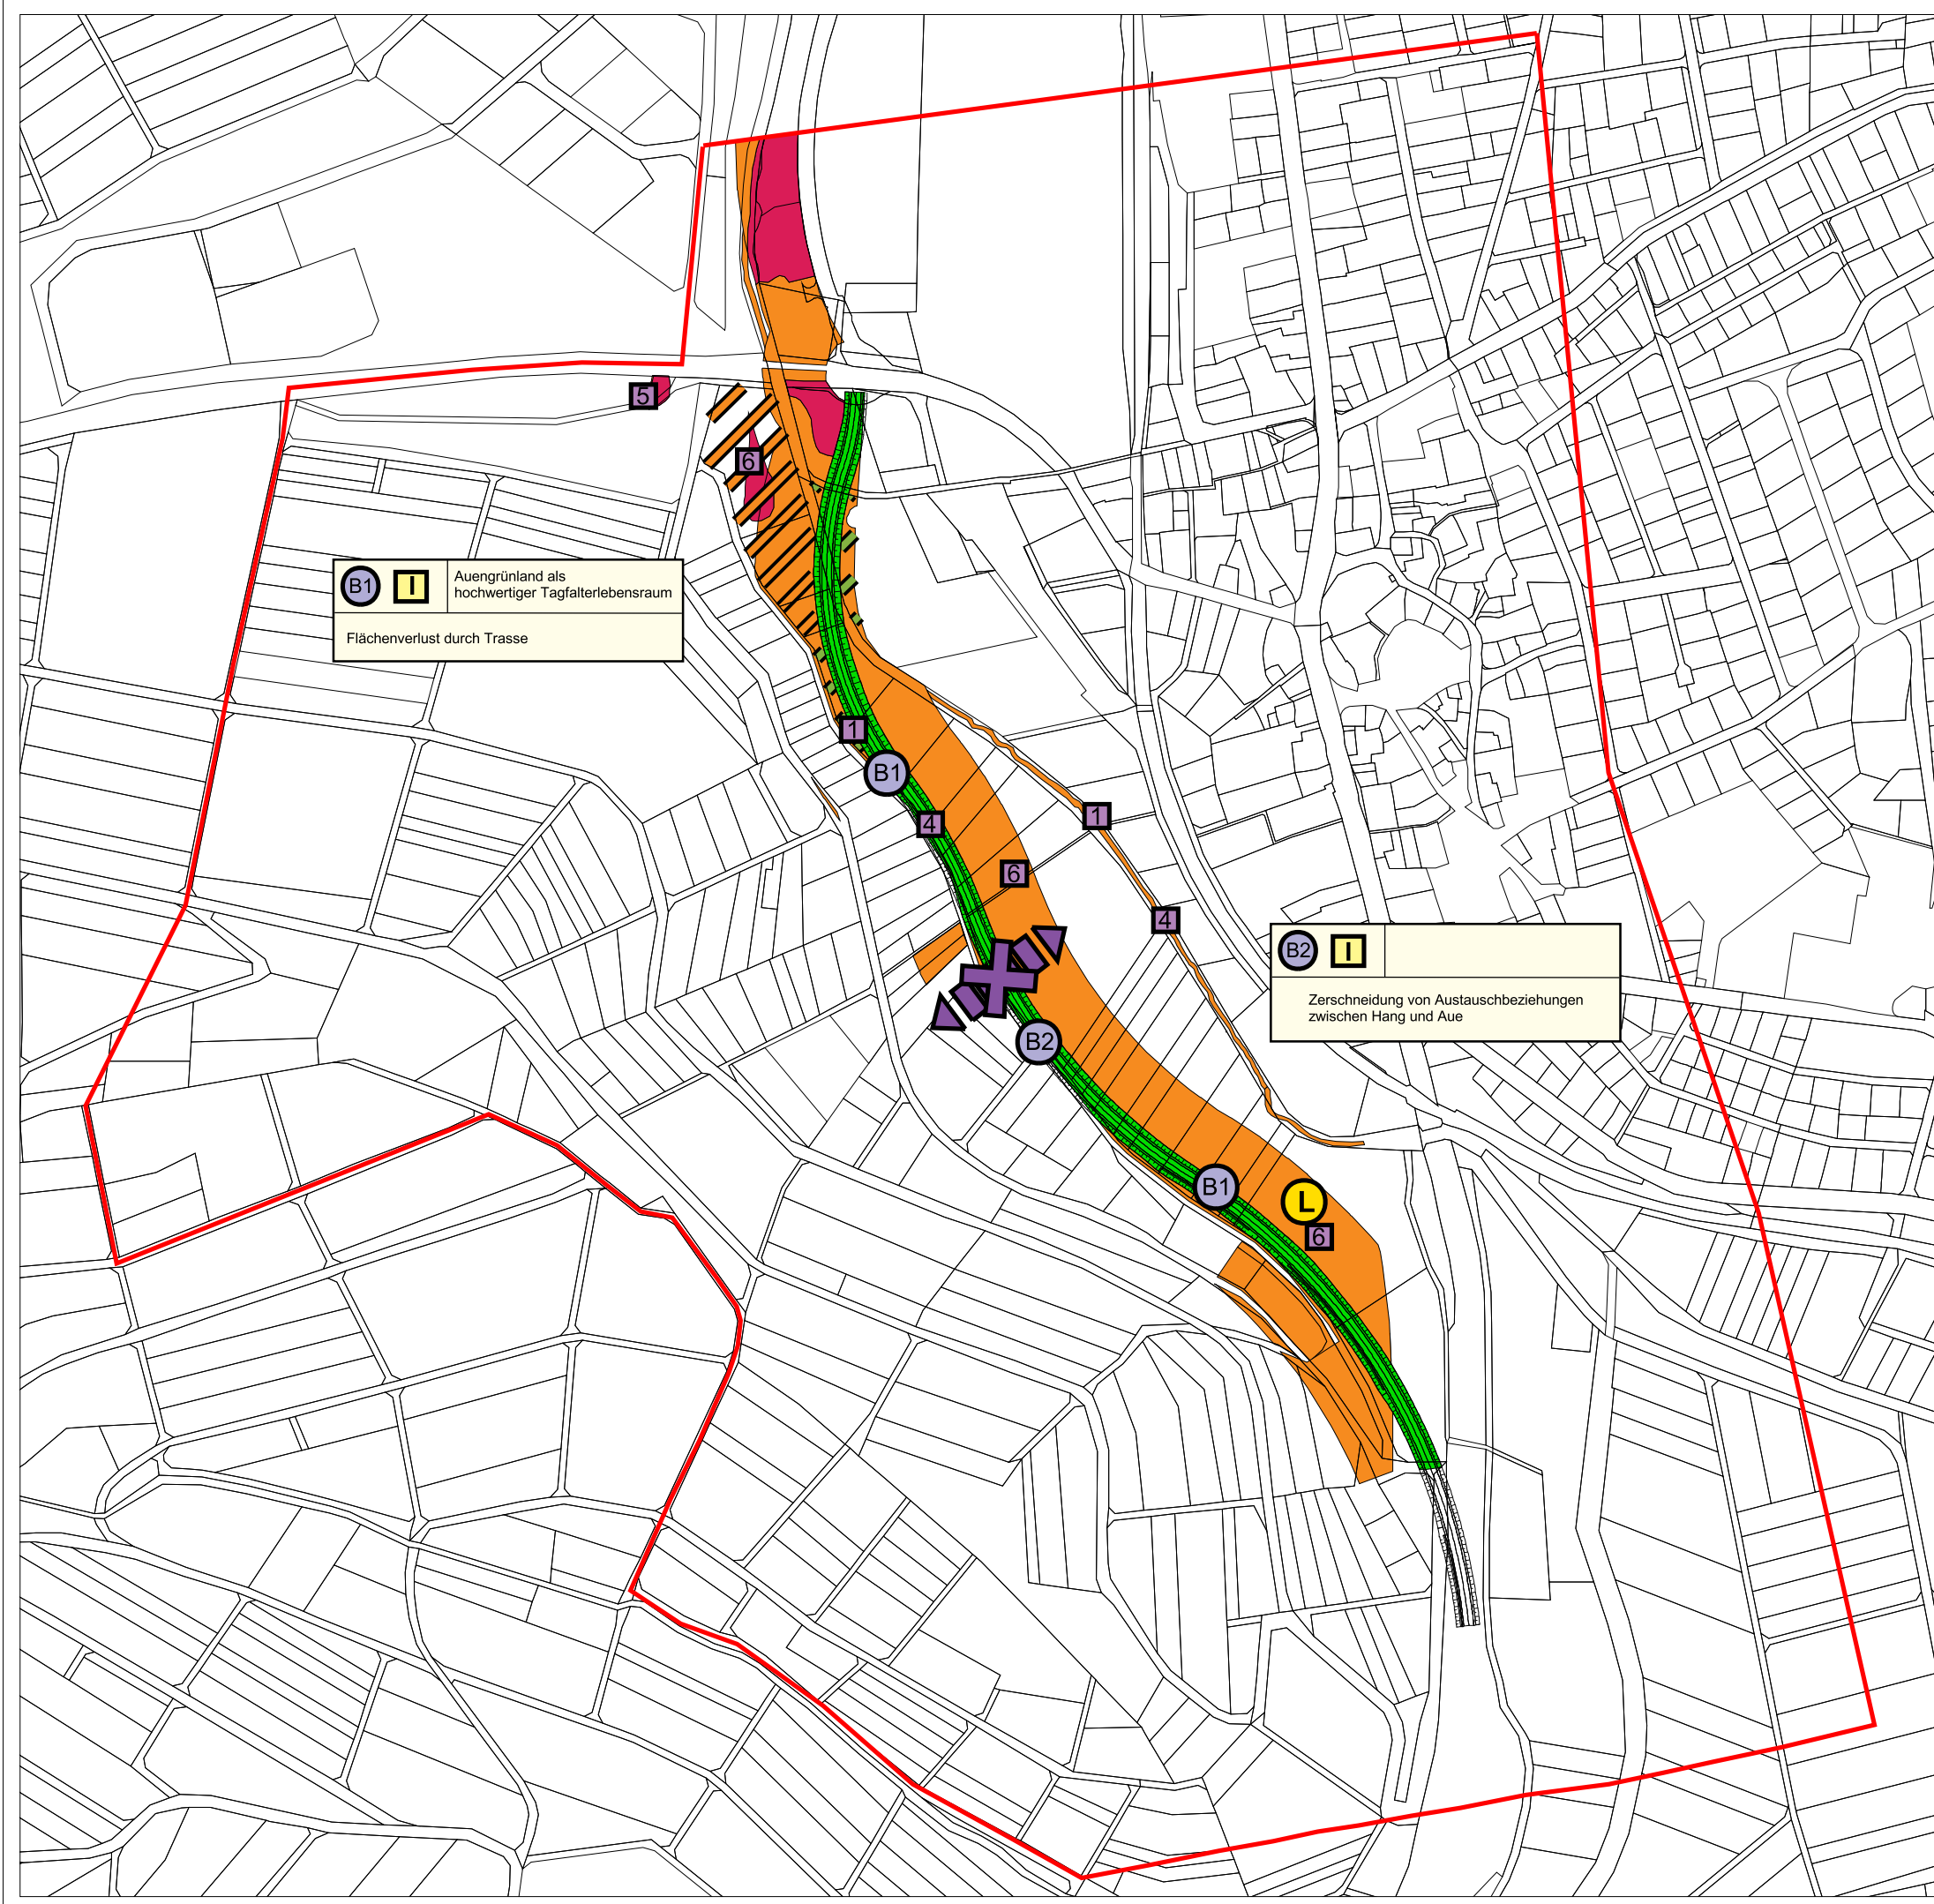 5
6
B1 I Auengrünland als
hochwertiger Tagfalterlebensraum
Flächenverlust durch Trasse
1
B1
4
1
6
4
B2 I
Zerschneidung von Austauschbeziehungen
zwischen Hang und Aue
B2
B1
L
6